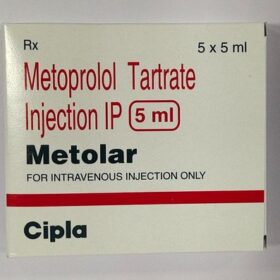 Rx 5 x 5 ml
Metoprolol Tartrate
Injection IP 5 ml
Metolar
FOR INTRAVENOUS INJECTION ONLY
Cipla